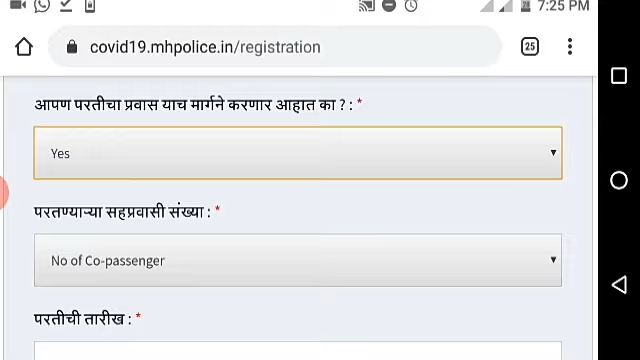 7:25 PM
covid19.mhpolice.in/registration
25
आपण परतीचा प्रवास याच मार्गने करणार आहात का ? : *
Yes
परतण्याऱ्या सहप्रवासी संख्या : *
No of Co-passenger
परतीची तारीख : *